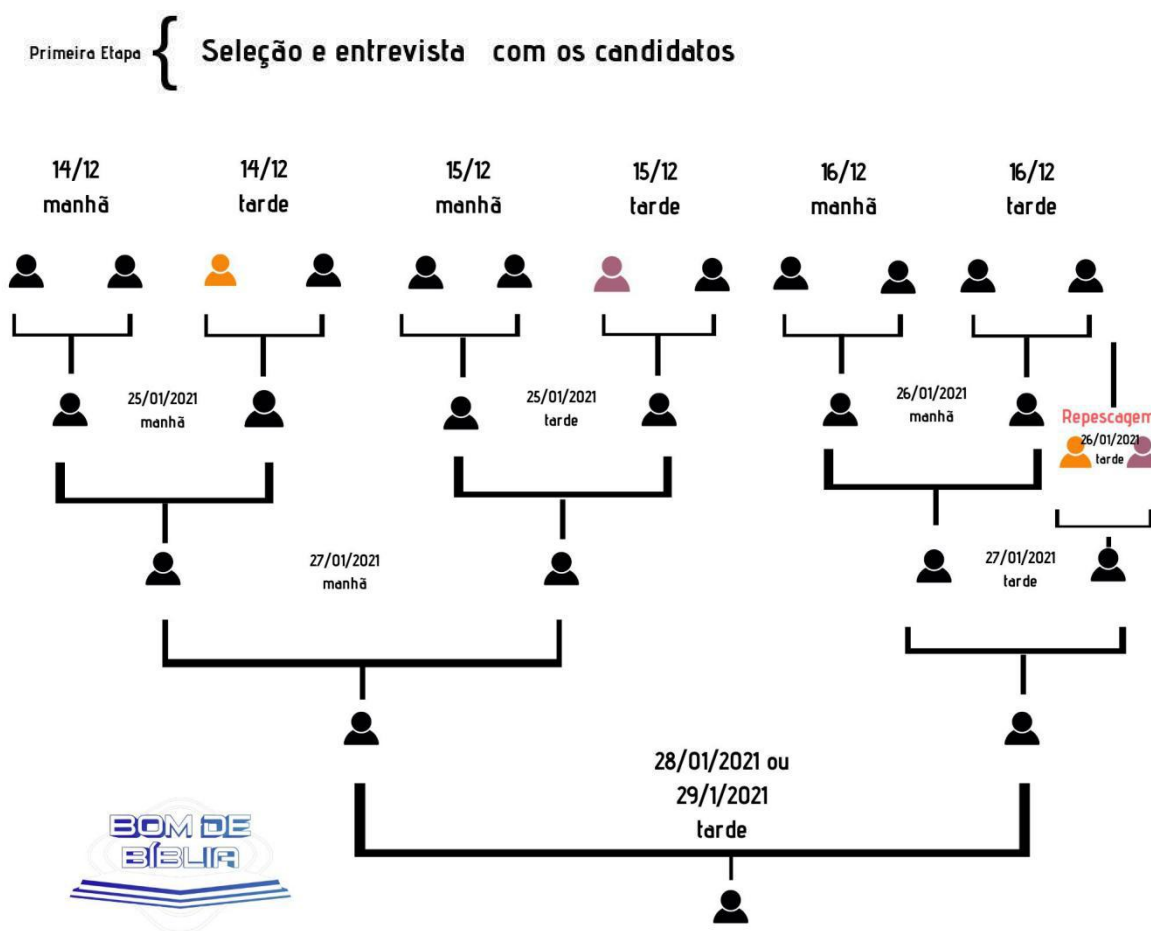 Primeira Etapa { Seleção e entrevista com os candidatos
14/12
manhã
14/12
tarde
15/12
manhã
15/12
tarde
16/12
manhã
16/12
tarde
25/01/2021
manhã
25/01/2021
tarde
26/01/2021
manhã
Repescagem
26/01/2021
tarde
27/01/2021
manhã
27/01/2021
tarde
28/01/2021 ou
29/1/2021
tarde
BOM DE
BÍBLIA